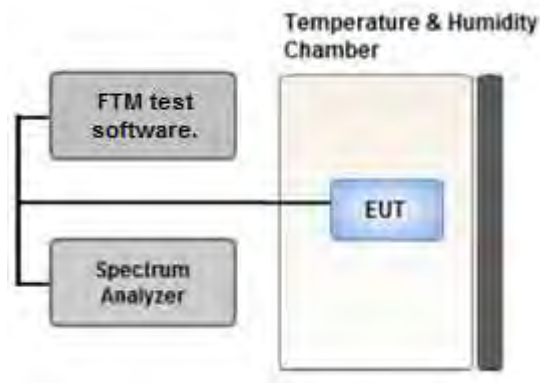 Temperature & Humidity
Chamber
FTM test
software.
EUT
Spectrum
Analyzer